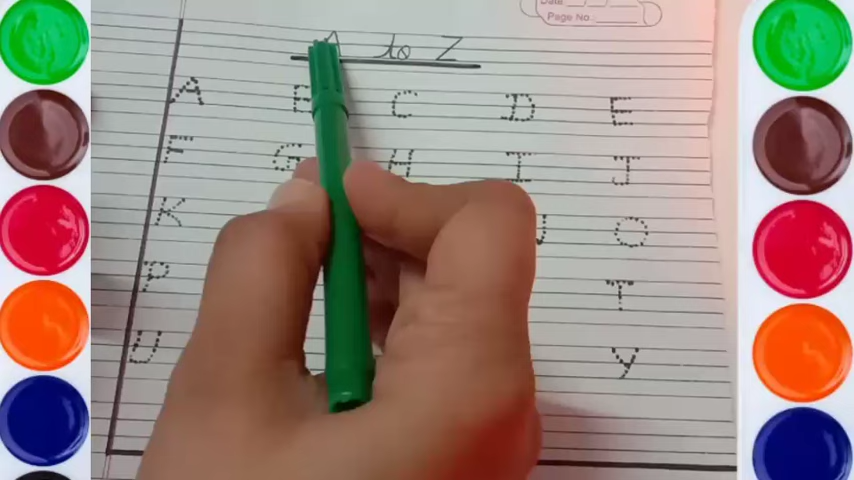 Date
Page No.
A to Z
A B C D E
F G H I J
K O
P T
U Y